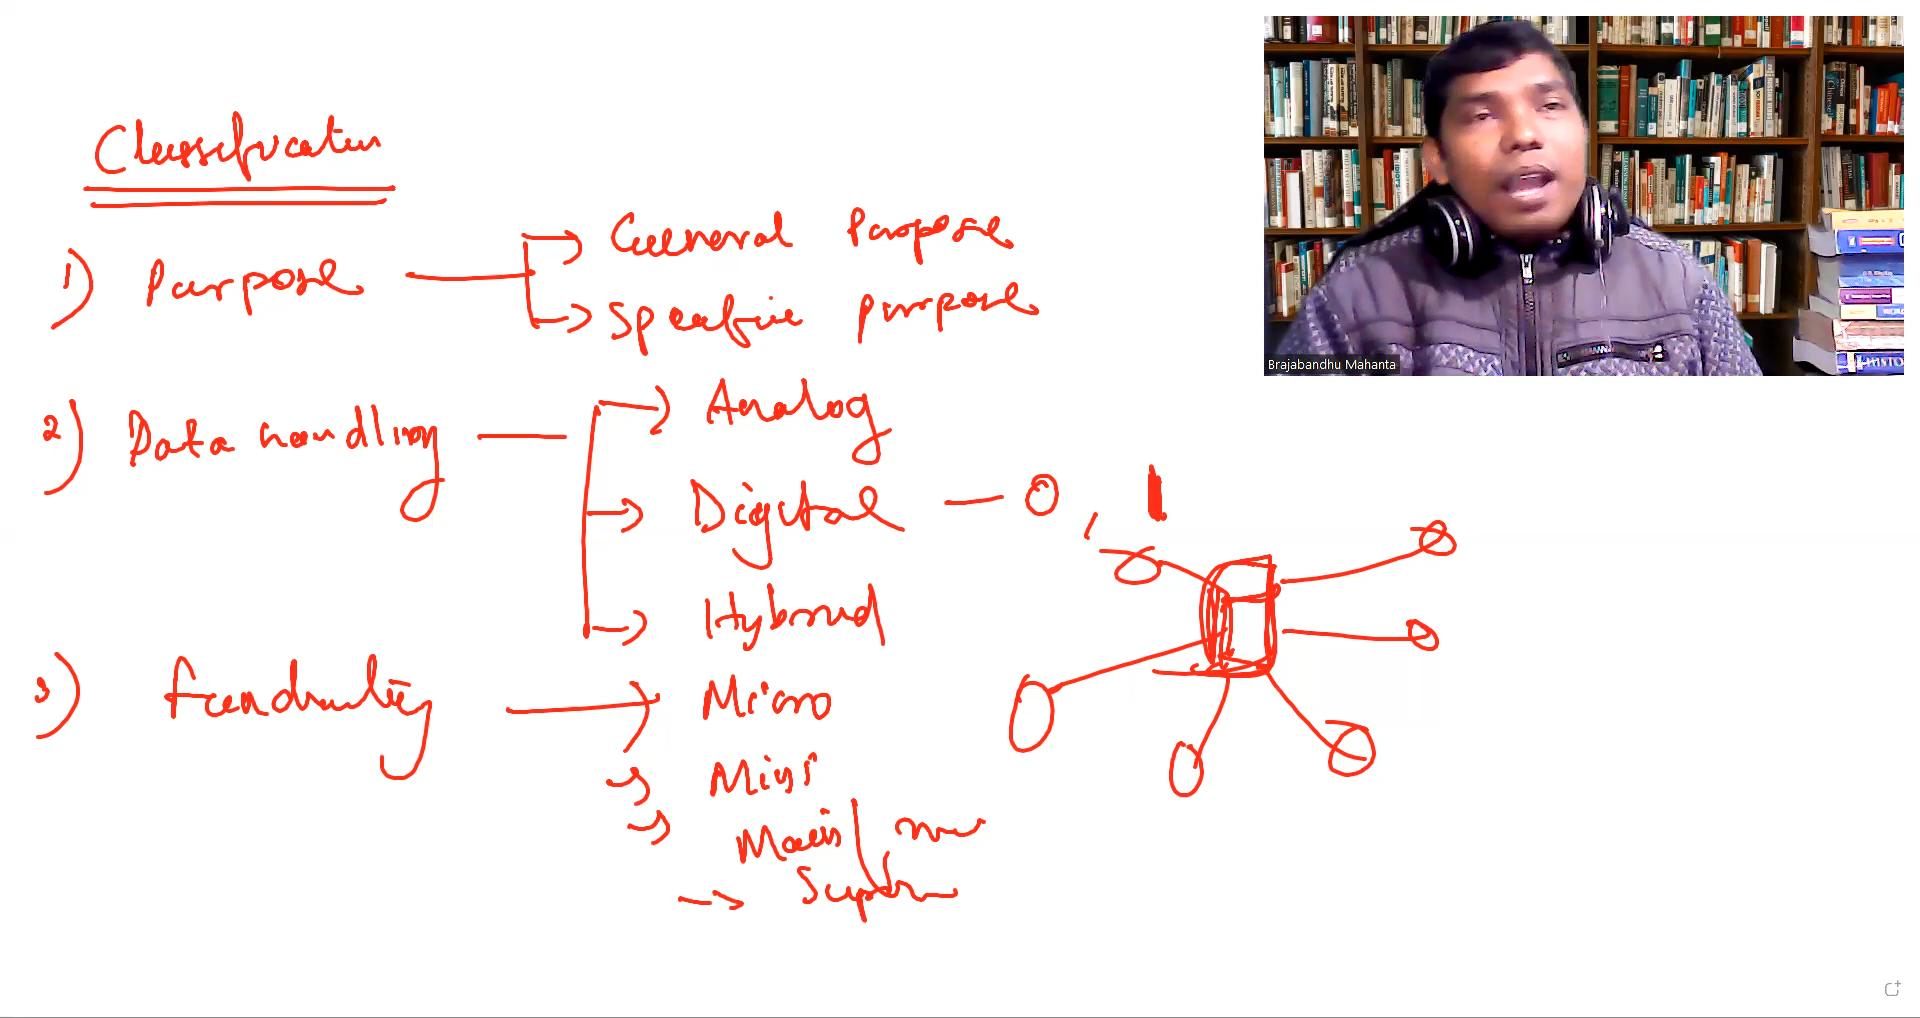 Classification
1) Purpose
General Purpose
Specific purpose
2) Data handling
Analog
Digital — 0, 1
Hybrid
3) Functionality
Micro
Mini
Main
Super
Brajabandhu Mahanta